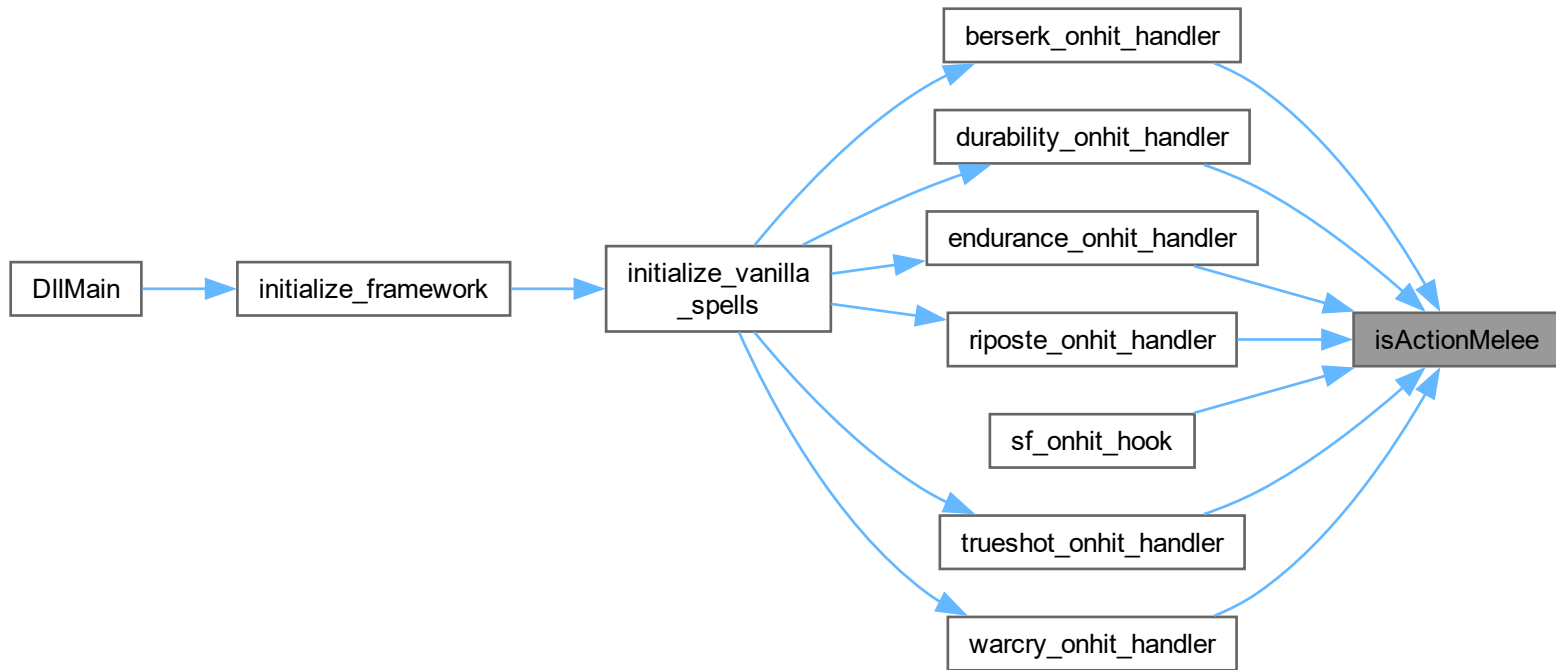 DllMain
initialize_framework
initialize_vanilla
_spells
berserk_onhit_handler
durability_onhit_handler
endurance_onhit_handler
riposte_onhit_handler
sf_onhit_hook
trueshot_onhit_handler
warcry_onhit_handler
isActionMelee